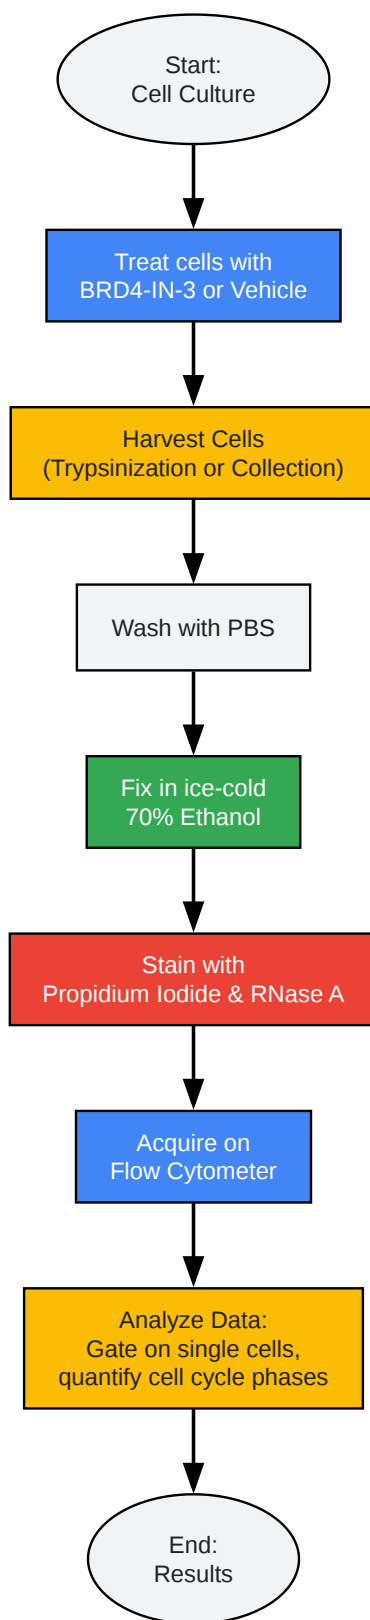 Start:
Cell Culture
Treat cells with
BRD4-IN-3 or Vehicle
Harvest Cells
(Trypsinization or Collection)
Wash with PBS
Fix in ice-cold
70% Ethanol
Stain with
Propidium Iodide & RNase A
Acquire on
Flow Cytometer
Analyze Data:
Gate on single cells,
quantify cell cycle phases
End:
Results